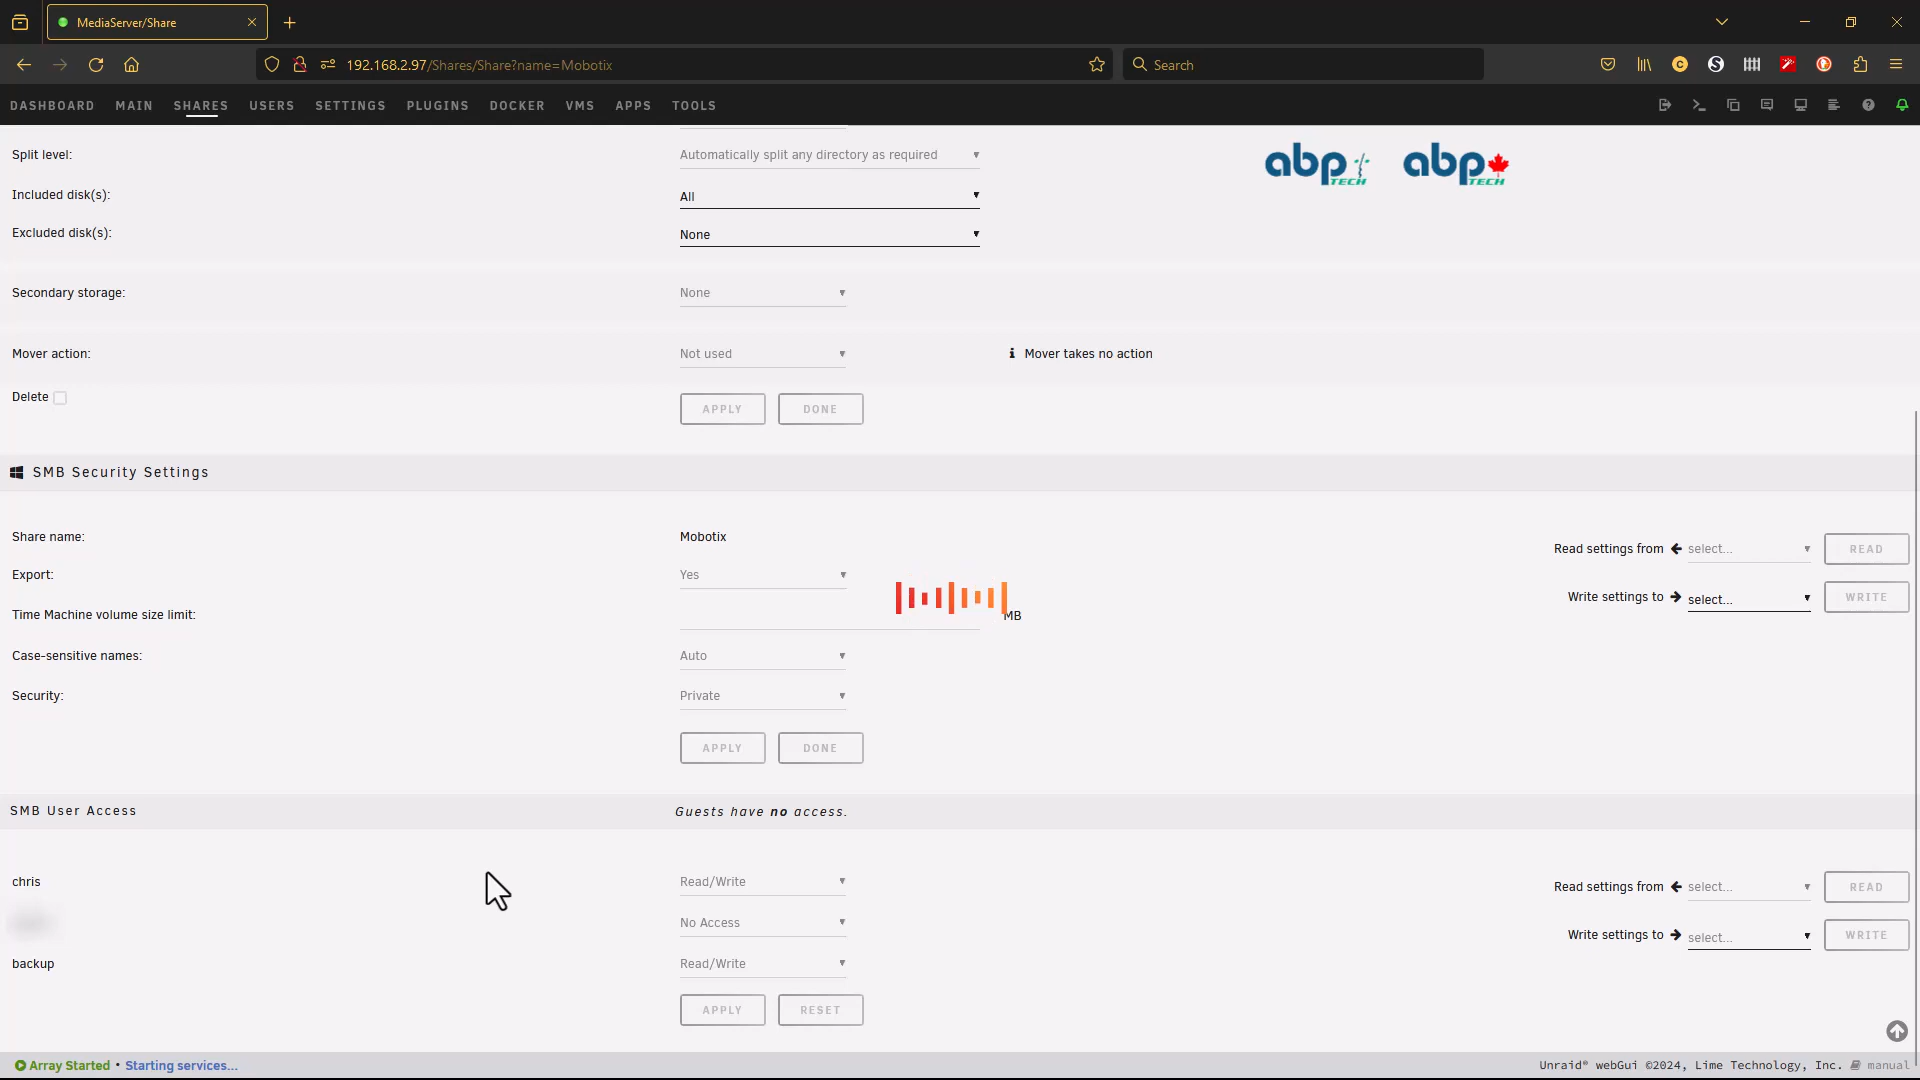 MediaServer/Share
192.168.2.97/Shares/Share?name=Mobotix
Search
DASHBOARD MAIN SHARES USERS SETTINGS PLUGINS DOCKER VMS APPS TOOLS
Split level: Automatically split any directory as required
abp TECH abp TECH
Included disk(s): All
Excluded disk(s): None
Secondary storage: None
Mover action: Not used Mover takes no action
Delete APPLY DONE
SMB Security Settings
Share name: Mobotix
Read settings from select... READ
Export: Yes
Write settings to select... WRITE
Time Machine volume size limit: MB
Case-sensitive names: Auto
Security: Private
APPLY DONE
SMB User Access Guests have no access.
chris Read/Write
Read settings from select... READ
No Access
Write settings to select... WRITE
backup Read/Write
APPLY RESET
Array Started • Starting services... Unraid® webGui ©2024, Lime Technology, Inc. manual